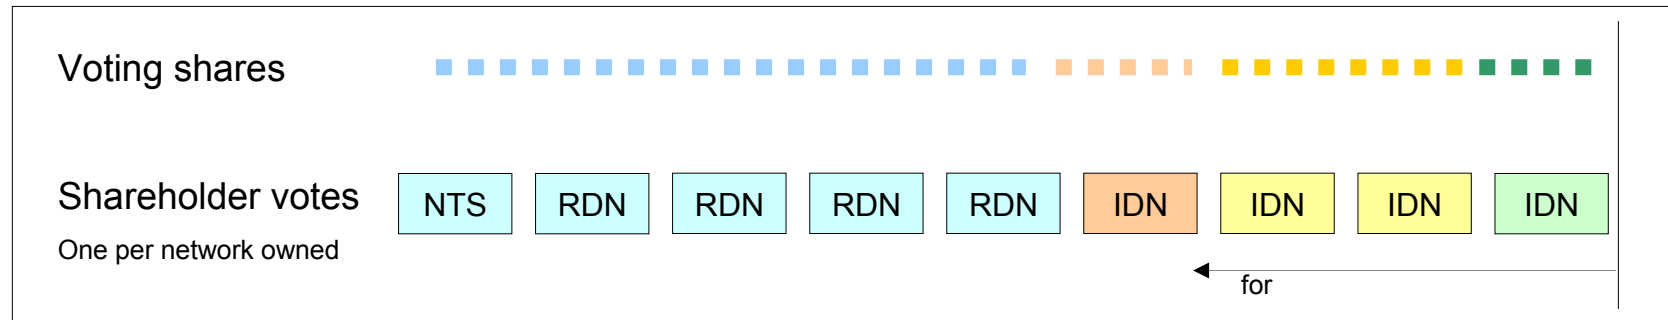 Voting shares
Shareholder votes
NTS RDN RDN RDN RDN IDN IDN IDN IDN
One per network owned
for